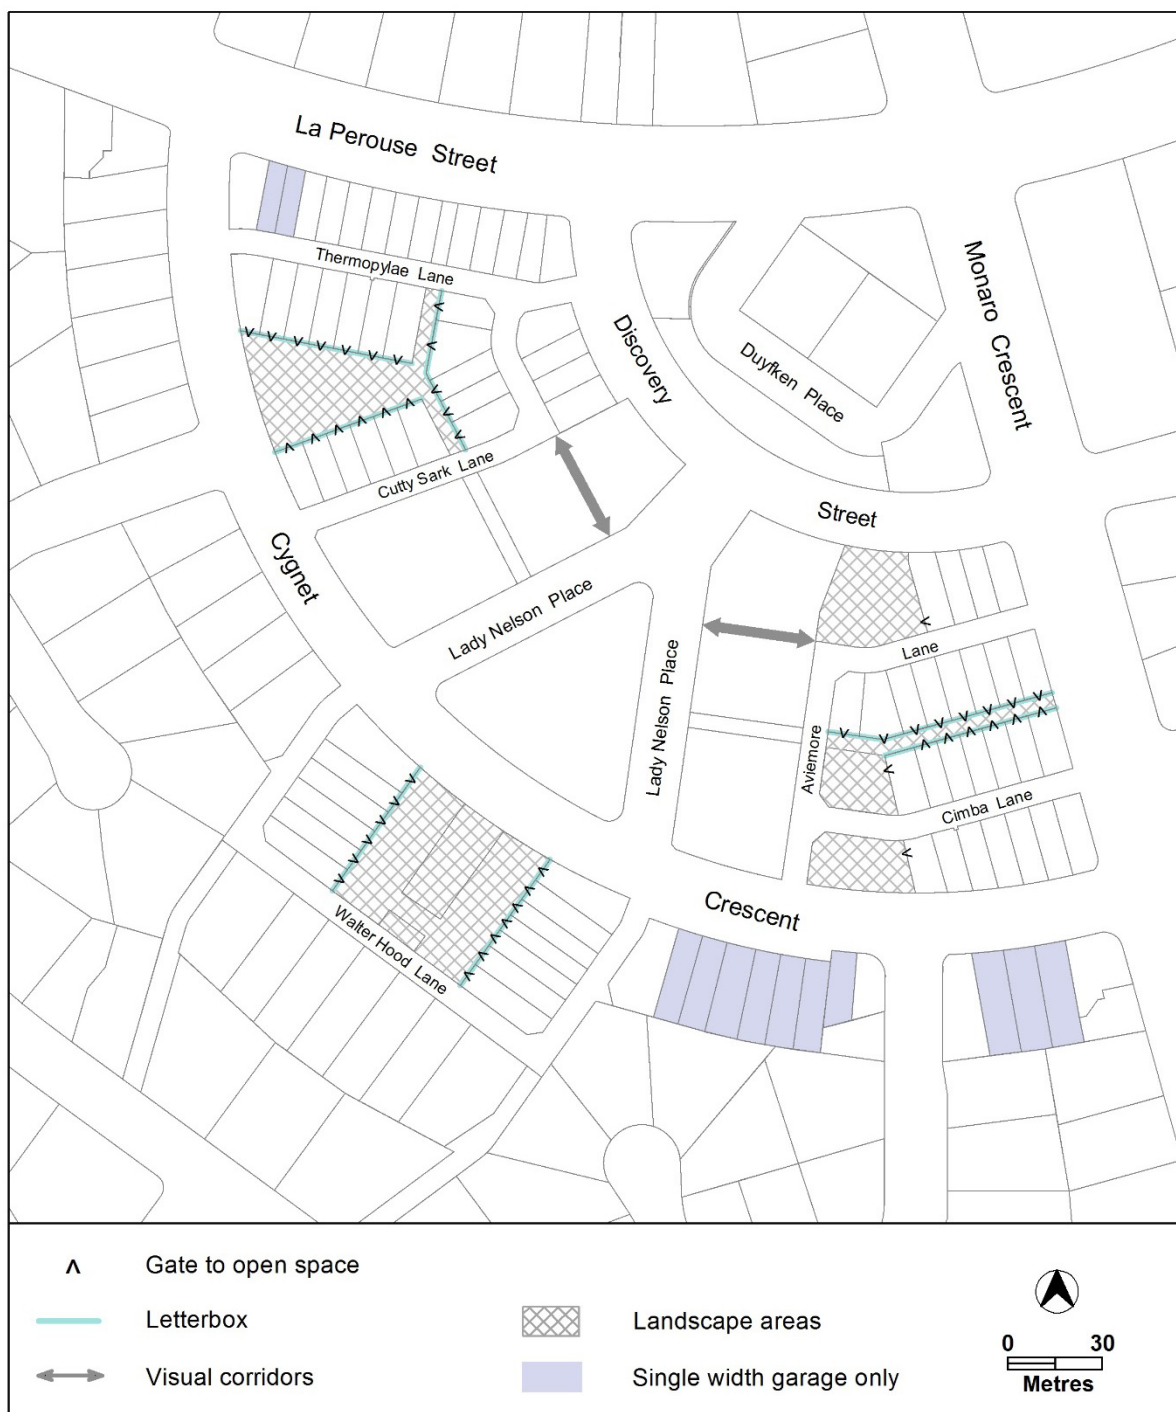 La Perouse Street
Thermopylae Lane
Discovery
Monaro Crescent
Duyfken Place
Cutty Sark Lane
Street
Cygnet
Lady Nelson Place
Lane
Lady Nelson Place
Aviemore
Cimba Lane
Crescent
Walter Hood Lane
Gate to open space
Letterbox
Visual corridors
Landscape areas
Single width garage only
0 30
Metres